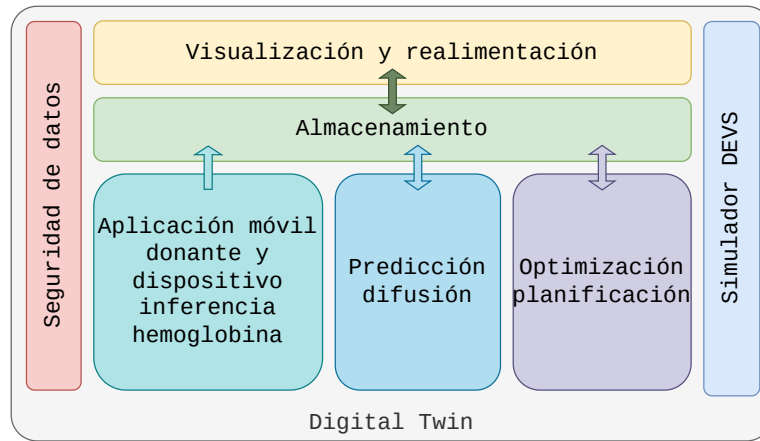 Visualización y realimentación
Almacenamiento
Seguridad de datos
Aplicación móvil
donante y
dispositivo
inferencia
hemoglobina
Predicción
difusión
Optimización
planificación
Simulador DEVS
Digital Twin